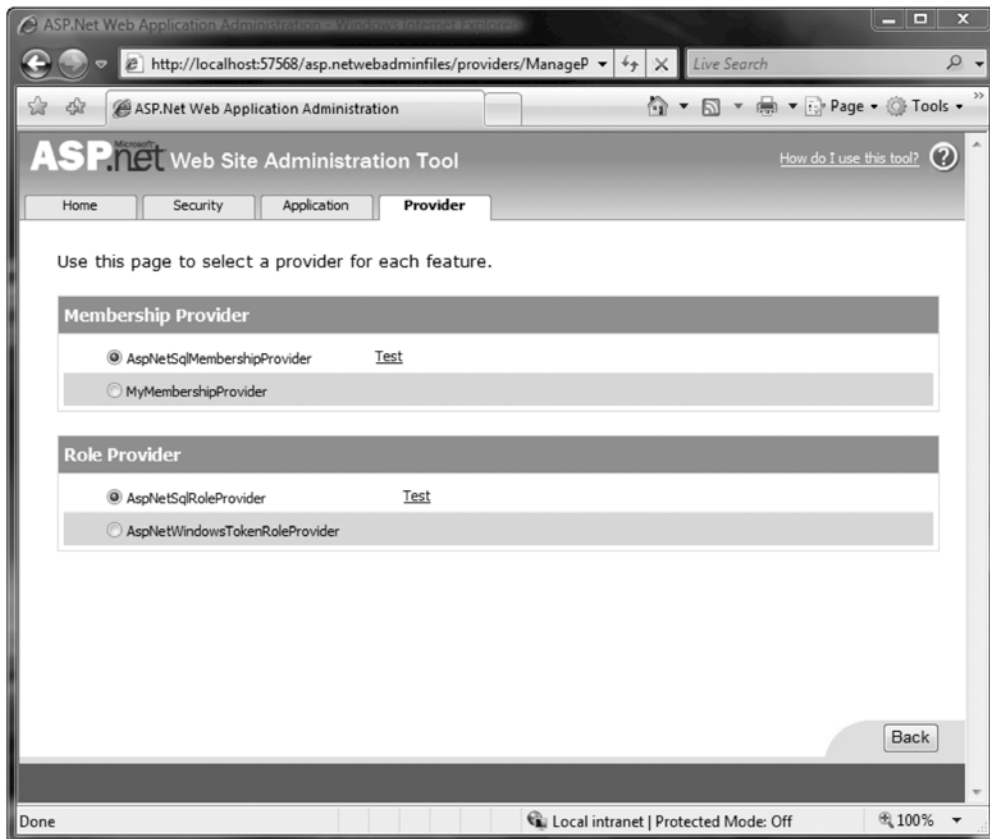 ASP.Net Web Application Administration - Windows Internet Explorer
http://localhost:57568/asp.netwebadminfiles/providers/ManageP
Live Search
ASP.Net Web Application Administration
Page
Tools
Microsoft
ASP.net Web Site Administration Tool
How do I use this tool?
Home
Security
Application
Provider
Use this page to select a provider for each feature.
Membership Provider
AspNetSqlMembershipProvider Test
MyMembershipProvider
Role Provider
AspNetSqlRoleProvider Test
AspNetWindowsTokenRoleProvider
Back
Done
Local intranet | Protected Mode: Off
100%